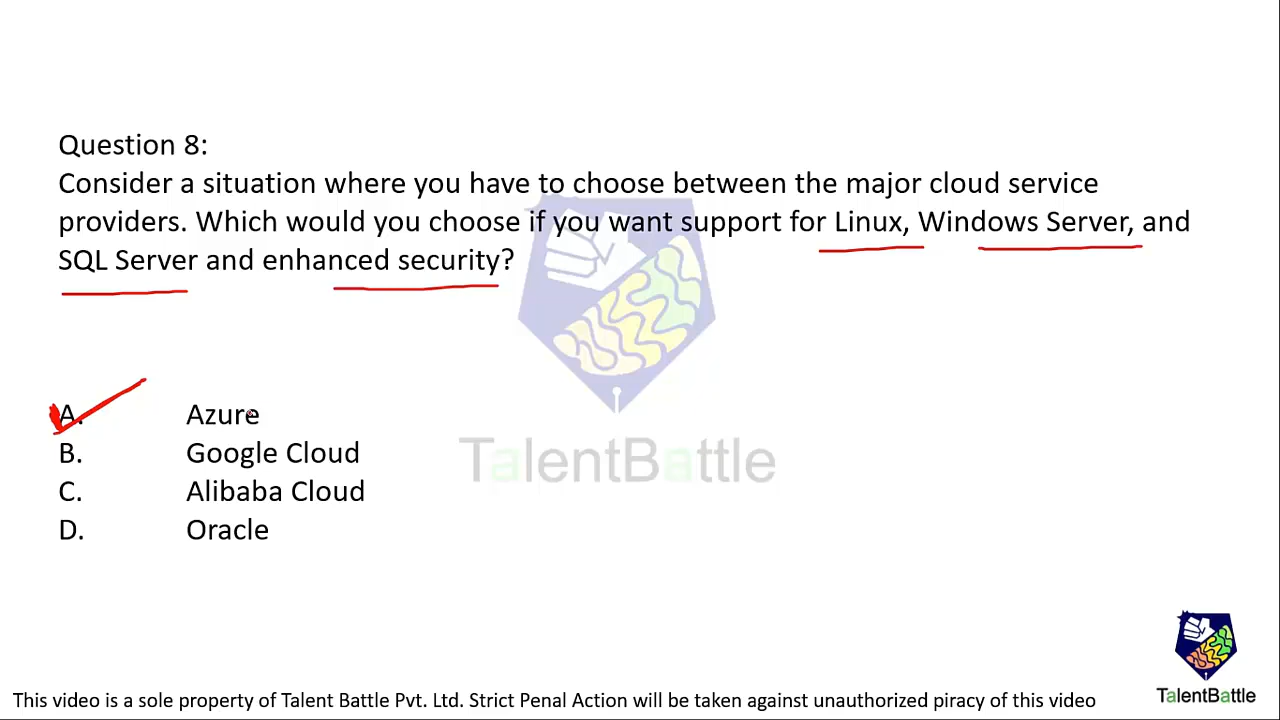 Question 8:
Consider a situation where you have to choose between the major cloud service
providers. Which would you choose if you want support for Linux, Windows Server, and
SQL Server and enhanced security?
A. Azure
B. Google Cloud
C. Alibaba Cloud
D. Oracle
TalentBattle
TalentBattle
This video is a sole property of Talent Battle Pvt. Ltd. Strict Penal Action will be taken against unauthorized piracy of this video